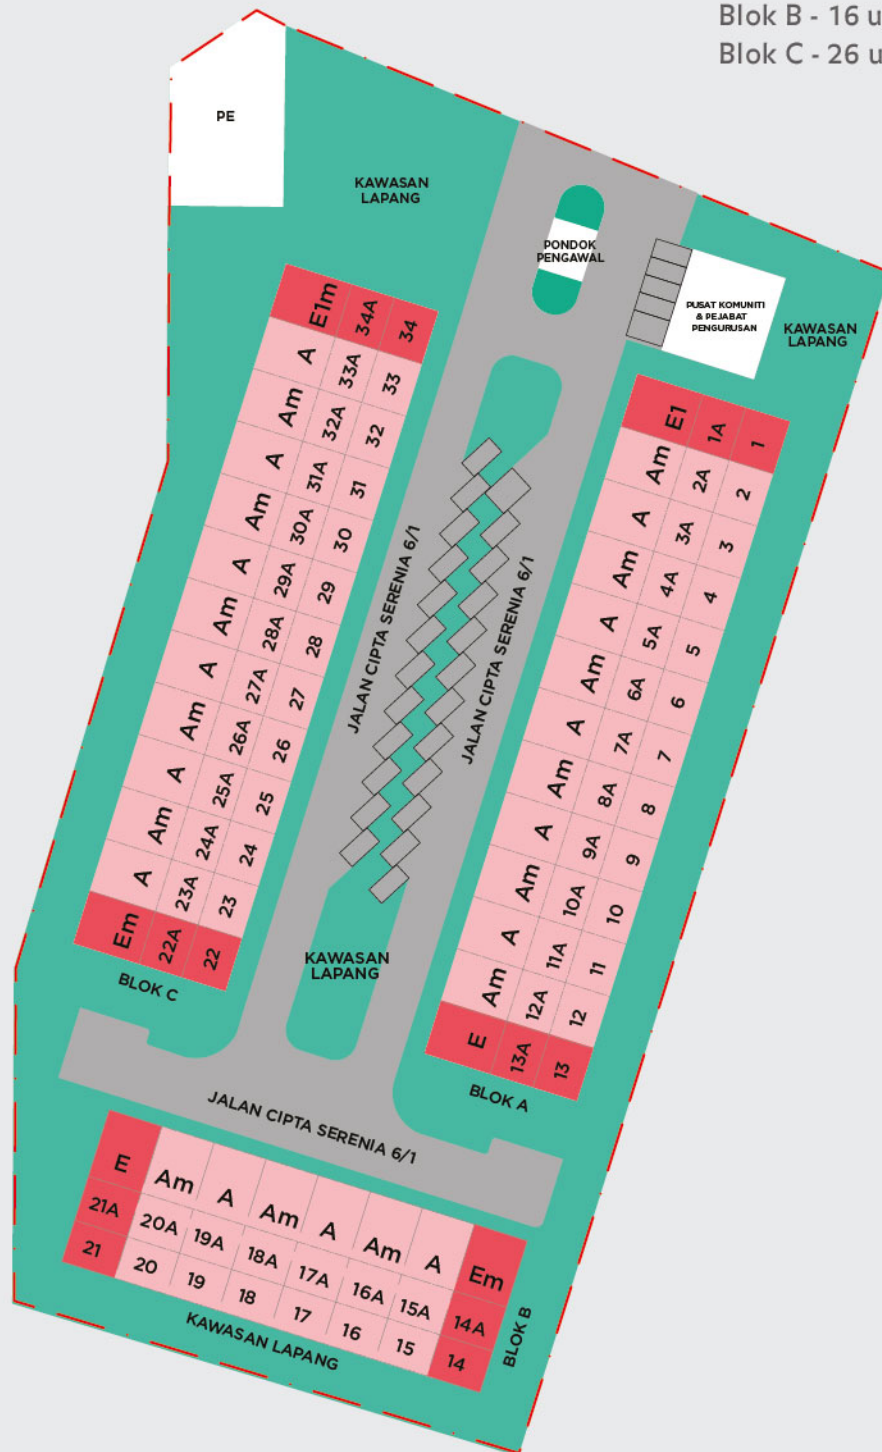 Blok B - 16 u
Blok C - 26 u
PE
KAWASAN
LAPANG
PONDOK
PENGAWAL
PUSAT KOMUNITI
& PEJABAT
PENGURUSAN
KAWASAN
LAPANG
E1m 34A 34
A 33A 33
Am 32A 32
A 31A 31
Am 30A 30
A 29A 29
Am 28A 28
A 27A 27
Am 26A 26
A 25A 25
Am 24A 24
A 23A 23
Em 22A 22
BLOK C
JALAN CIPTA SERENIA 6/1
JALAN CIPTA SERENIA 6/1
KAWASAN
LAPANG
E1 1A 1
Am 2A 2
A 3A 3
Am 4A 4
A 5A 5
Am 6A 6
A 7A 7
Am 8A 8
A 9A 9
Am 10A 10
A 11A 11
Am 12A 12
E 13A 13
BLOK A
JALAN CIPTA SERENIA 6/1
E Am A Am A Am A Em
21A 20A 19A 18A 17A 16A 15A 14A
21 20 19 18 17 16 15 14
BLOK B
KAWASAN LAPANG